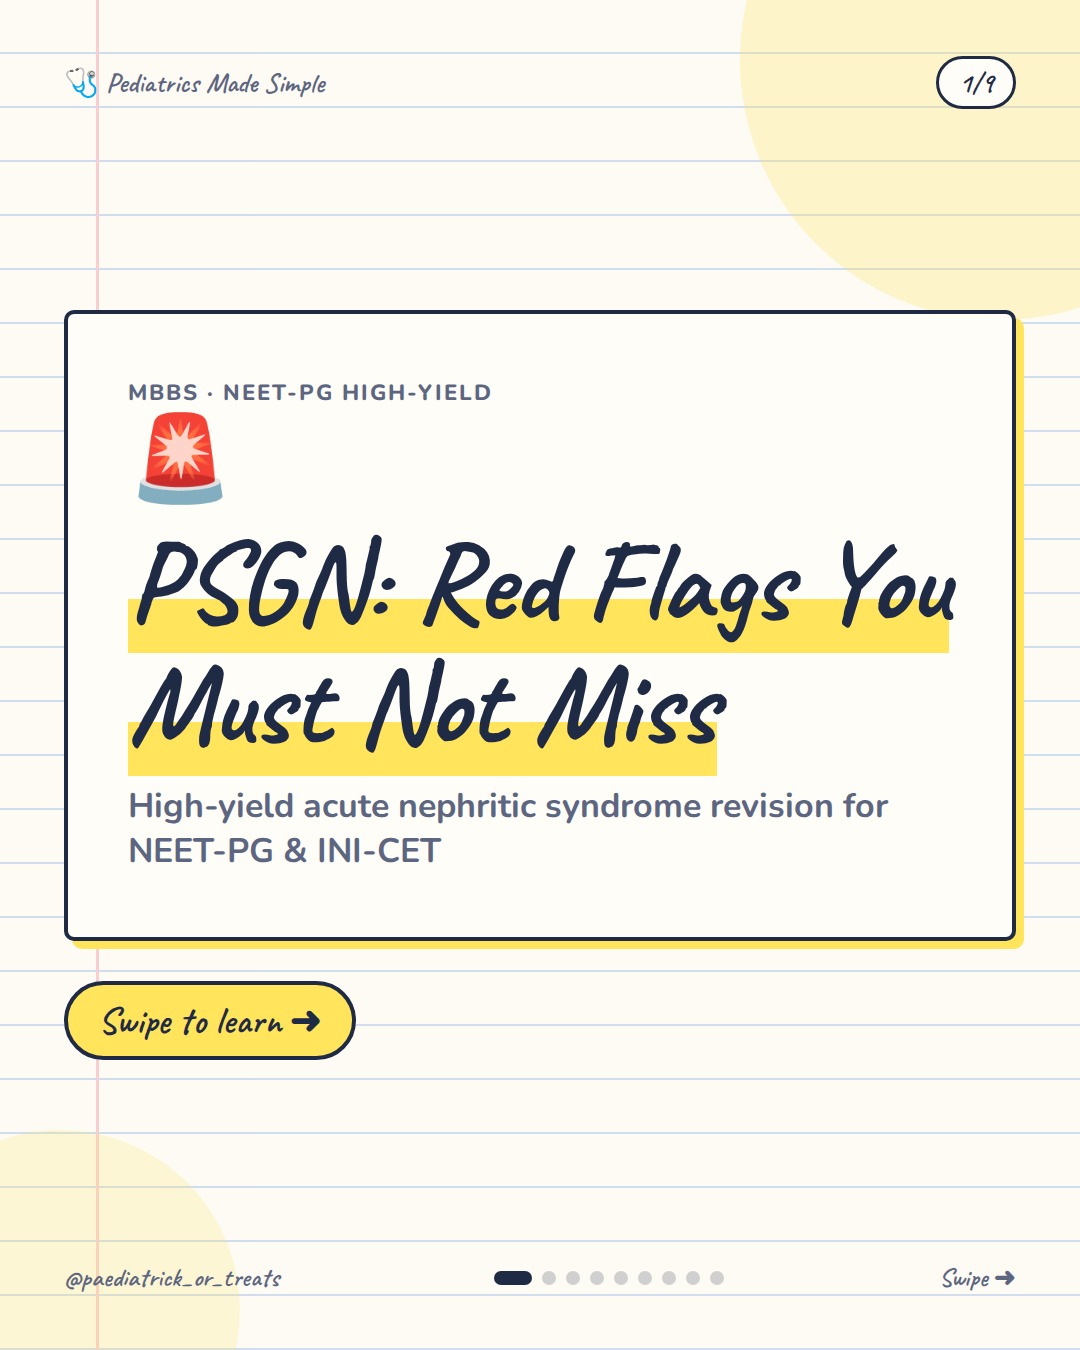 🩺 Pediatrics Made Simple
1/9
MBBS · NEET-PG HIGH-YIELD
🚨
PSGN: Red Flags You
Must Not Miss
High-yield acute nephritic syndrome revision for
NEET-PG & INI-CET
Swipe to learn ➜
@paediatrick_or_treats
Swipe ➜